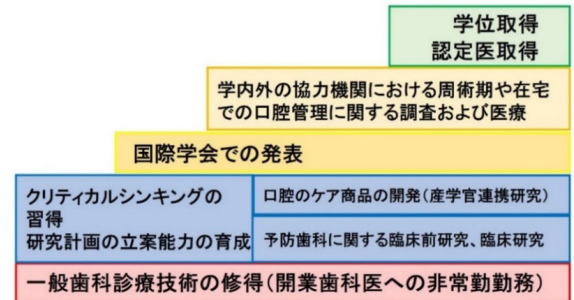 学位取得
認定医取得
学内外の協力機関における周術期や在宅
での口腔管理に関する調査および医療
国際学会での発表
クリティカルシンキングの
習得
研究計画の立案能力の育成
口腔のケア商品の開発(産学官連携研究)
予防歯科に関する臨床前研究、臨床研究
一般歯科診療技術の修得(開業歯科医への非常勤勤務)